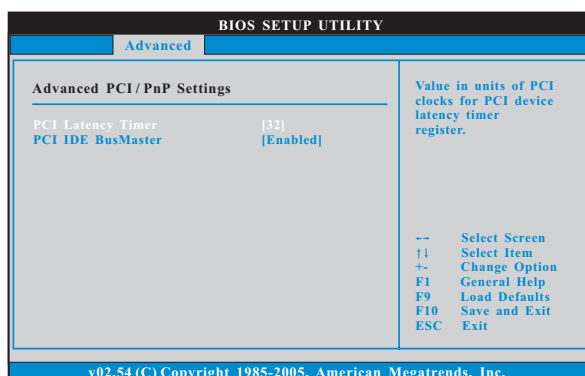 BIOS SETUP UTILITY
Advanced
Advanced PCI / PnP Settings
PCI Latency Timer [32]
PCI IDE BusMaster [Enabled]
Value in units of PCI
clocks for PCI device
latency timer
register.
←→ Select Screen
↑↓ Select Item
+- Change Option
F1 General Help
F9 Load Defaults
F10 Save and Exit
ESC Exit
v02.54 (C) Copyright 1985-2005, American Megatrends, Inc.